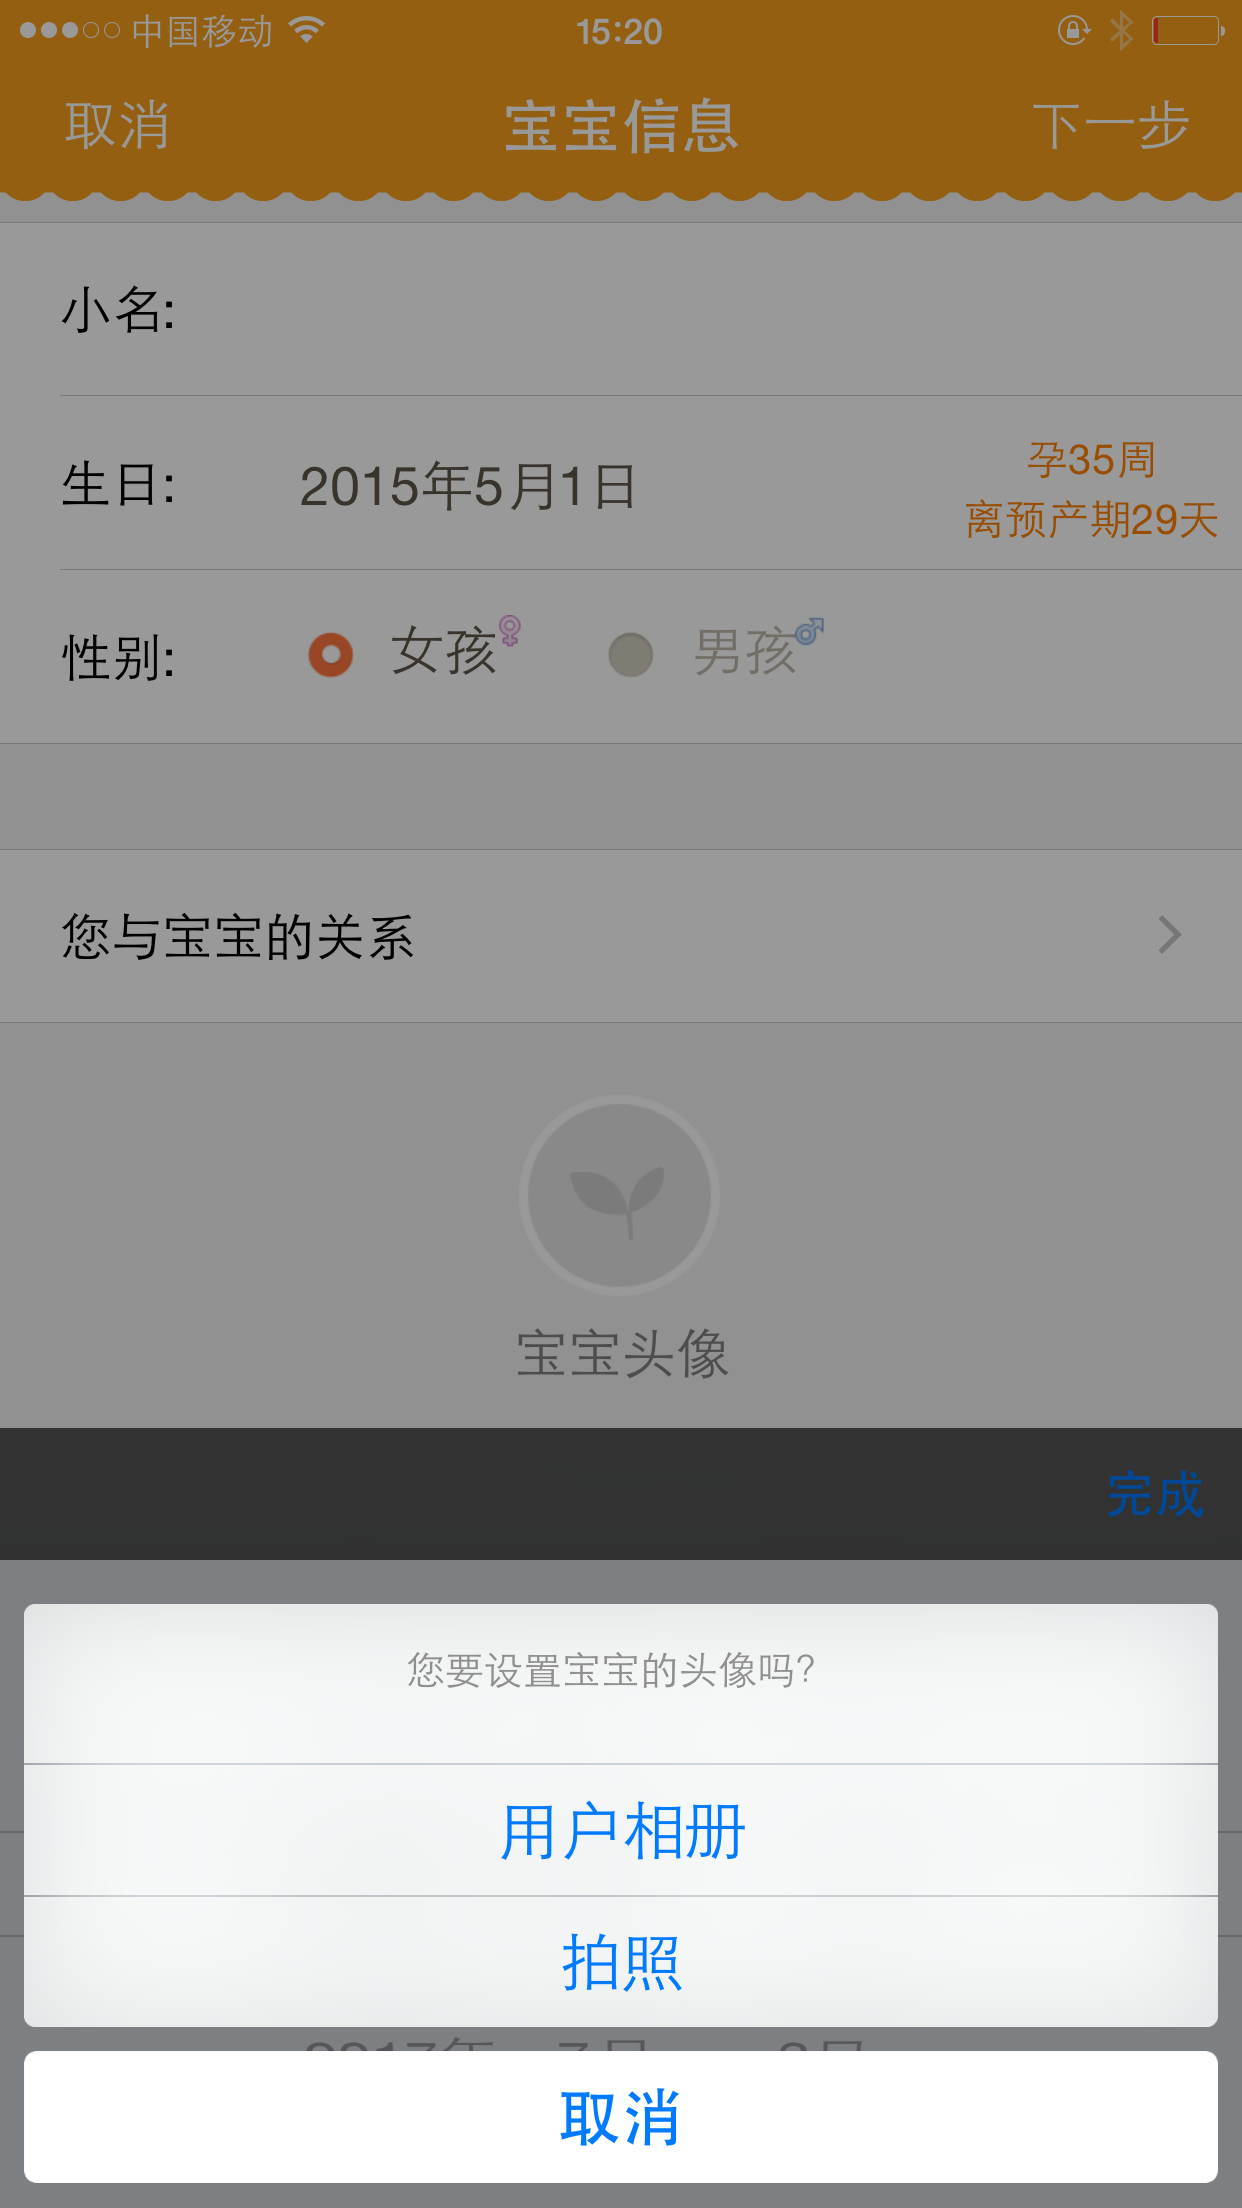 中国移动 15:20
取消 宝宝信息 下一步
小名:
生日: 2015年5月1日 孕35周
离预产期29天
性别: 女孩 男孩
您与宝宝的关系
宝宝头像
完成
您要设置宝宝的头像吗?
用户相册
拍照
取消